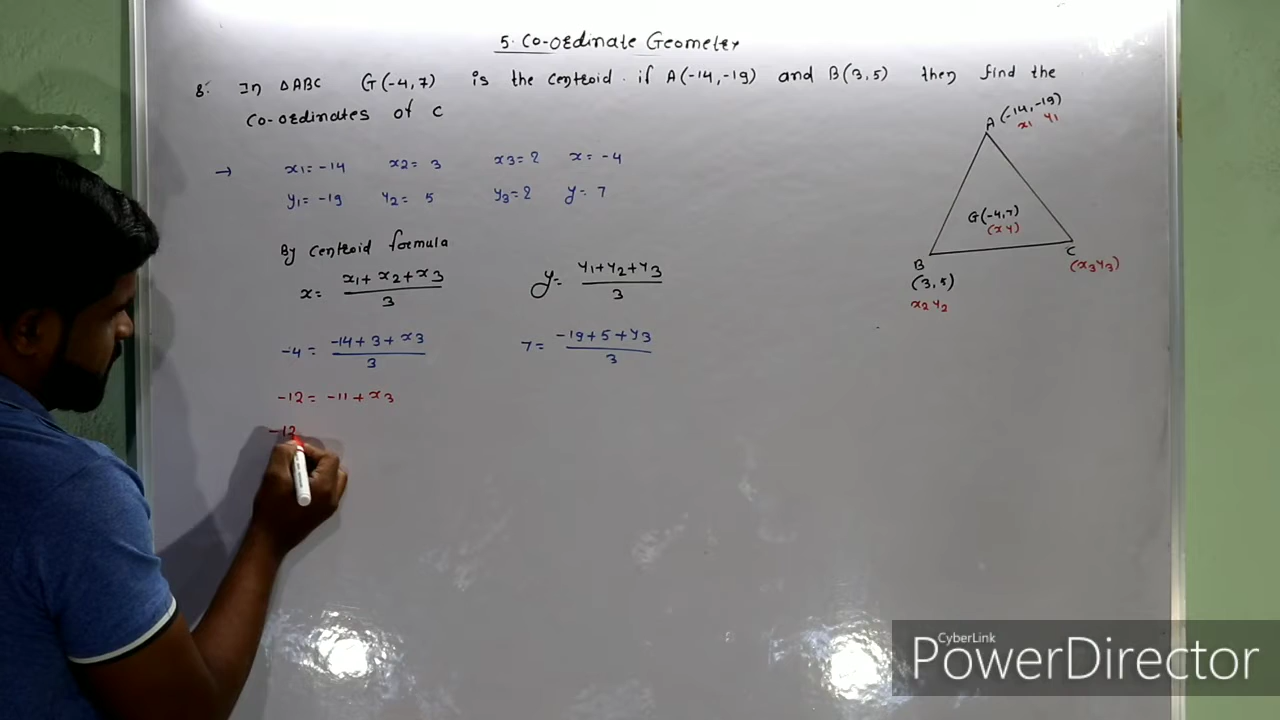 5. Co-ordinate Geometry
8. In △ABC G(-4,7) is the centroid. if A(-14,-19) and B(3,5) then find the
Co-ordinates of C
→ x1= -14 x2= 3 x3= ? x= -4
y1= -19 y2= 5 y3= ? y= 7
By centroid formula
x= x1+x2+x3/3 y= y1+y2+y3/3
-4 = -14+3+x3/3 7= -19+5+y3/3
-12= -11+x3
-12
A (-14,-19)
x1 y1
G(-4,7)
(x y)
B C
(3,5) (x3 y3)
x2 y2
CyberLink
PowerDirector